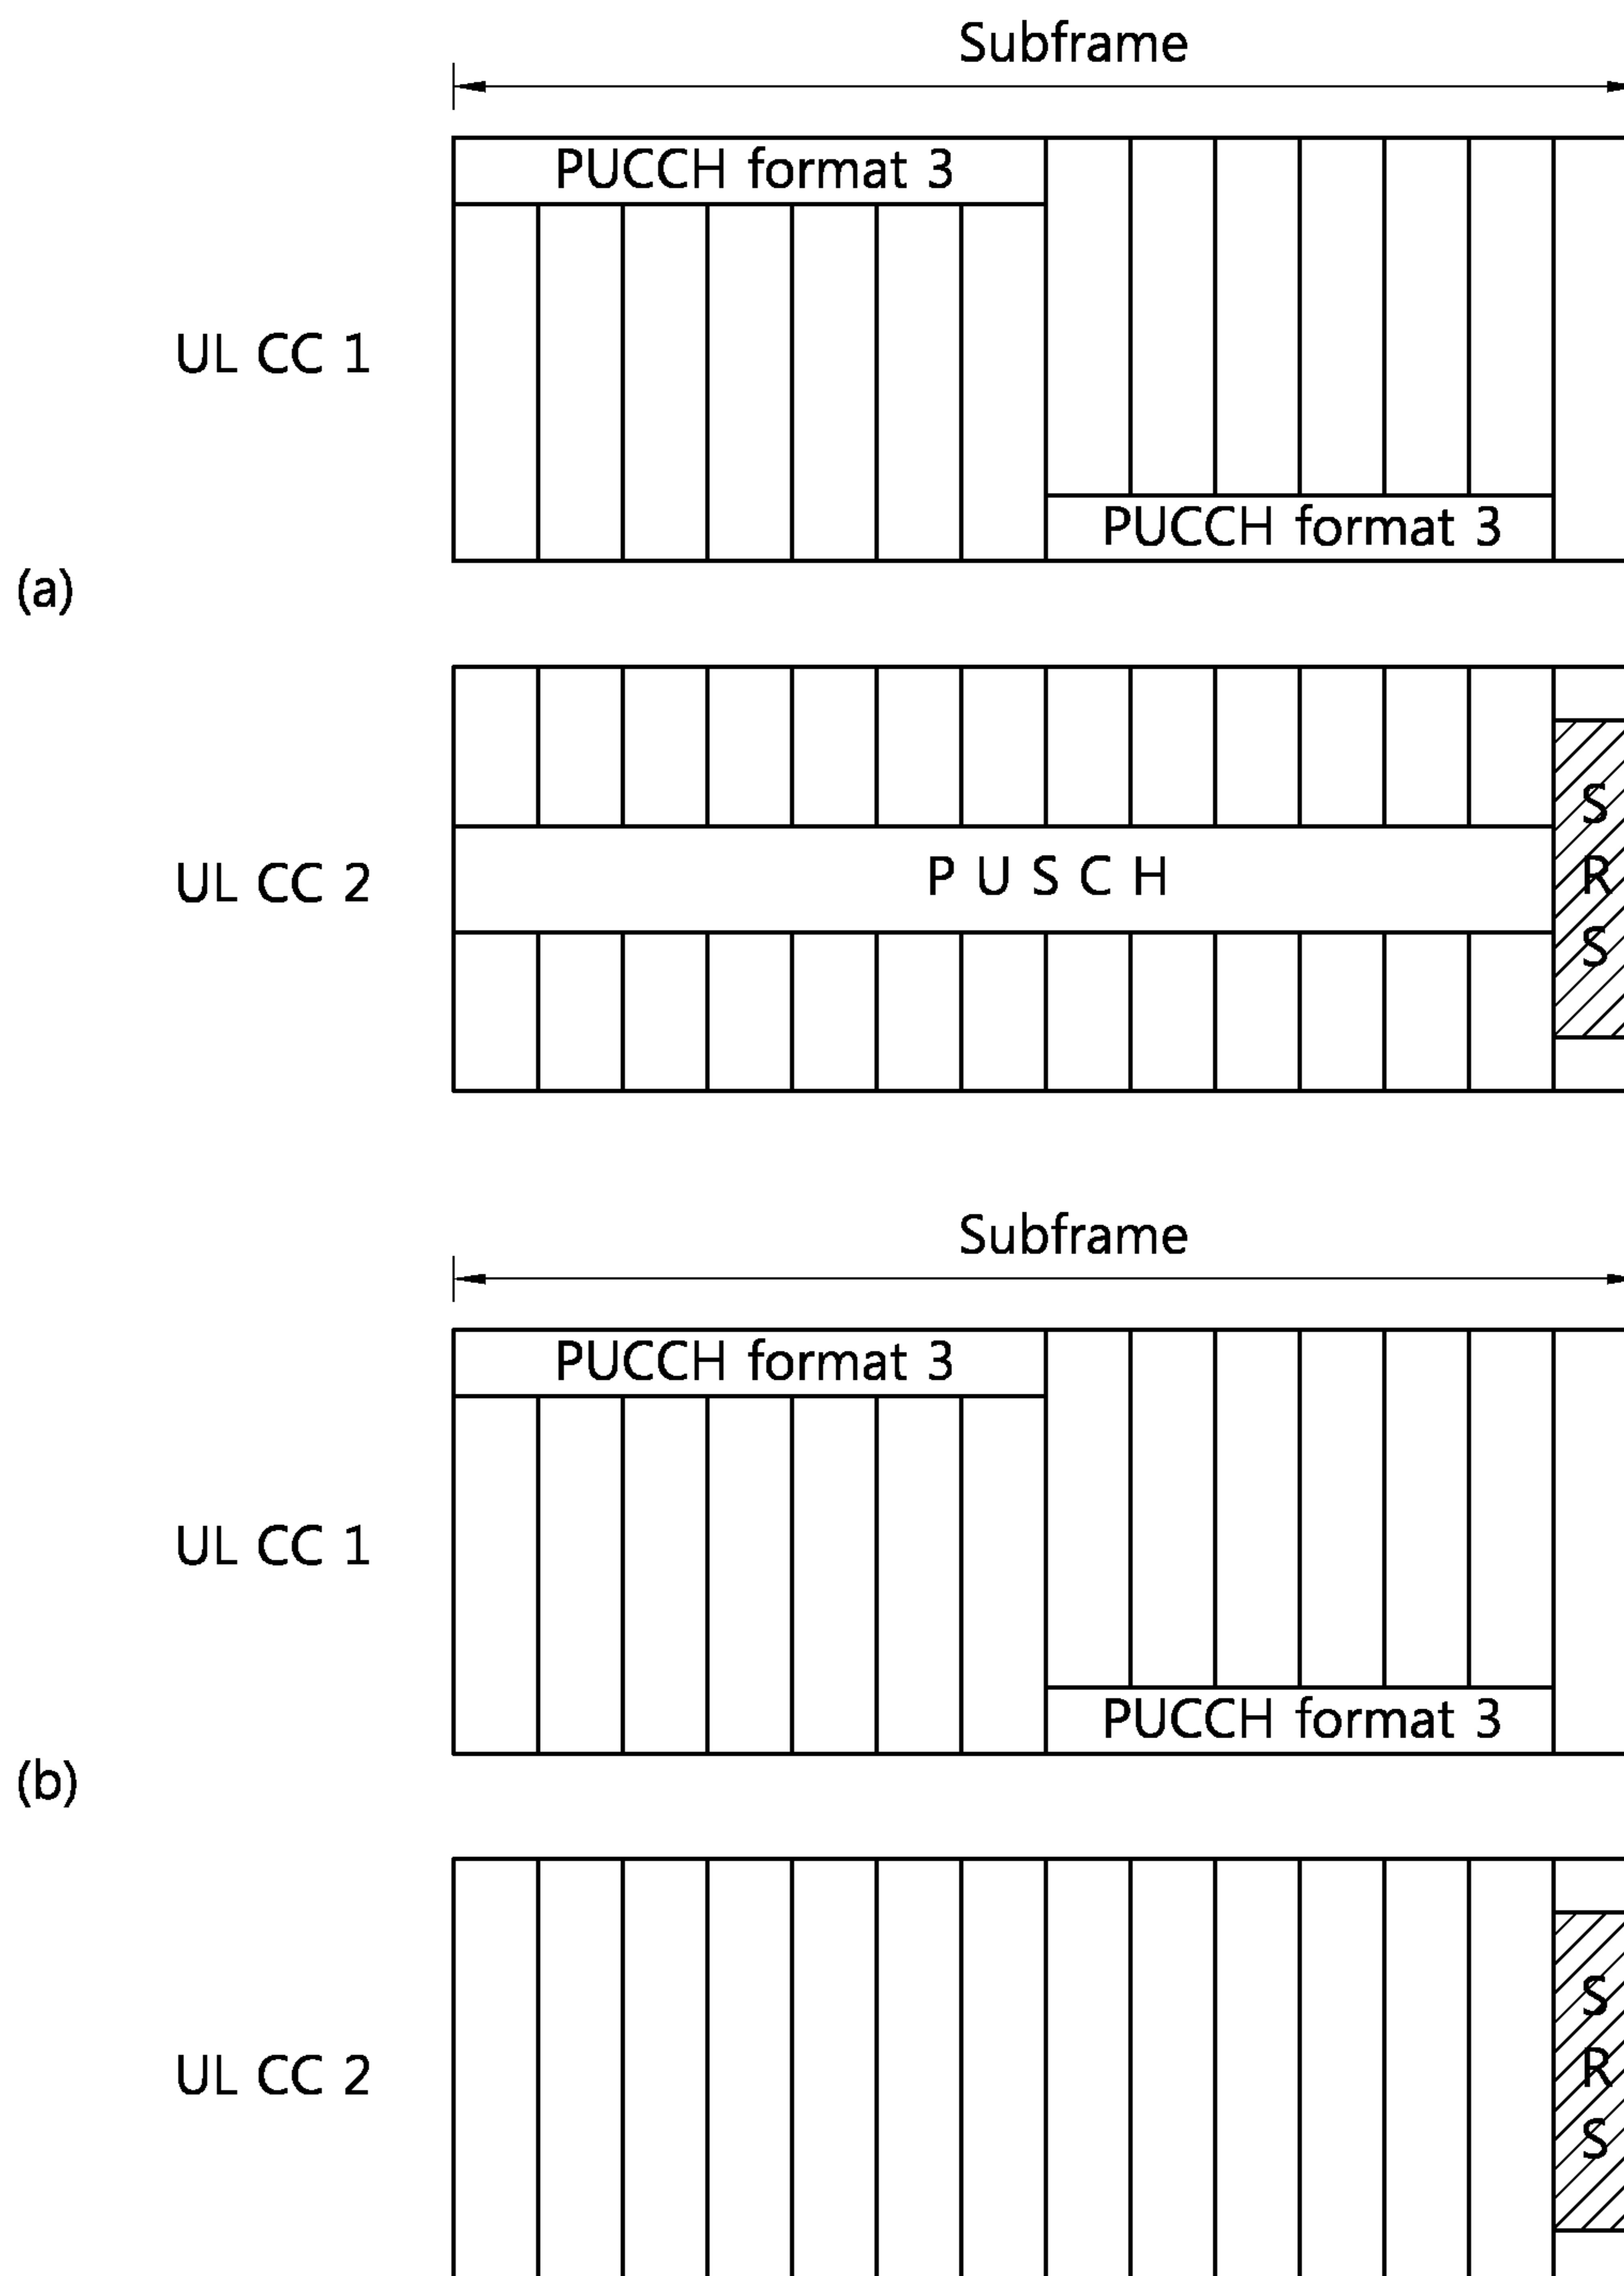 Subframe
PUCCH format 3
UL CC 1
PUCCH format 3
(a)
UL CC 2
P U S C H
S
R
S
Subframe
PUCCH format 3
UL CC 1
PUCCH format 3
(b)
UL CC 2
S
R
S